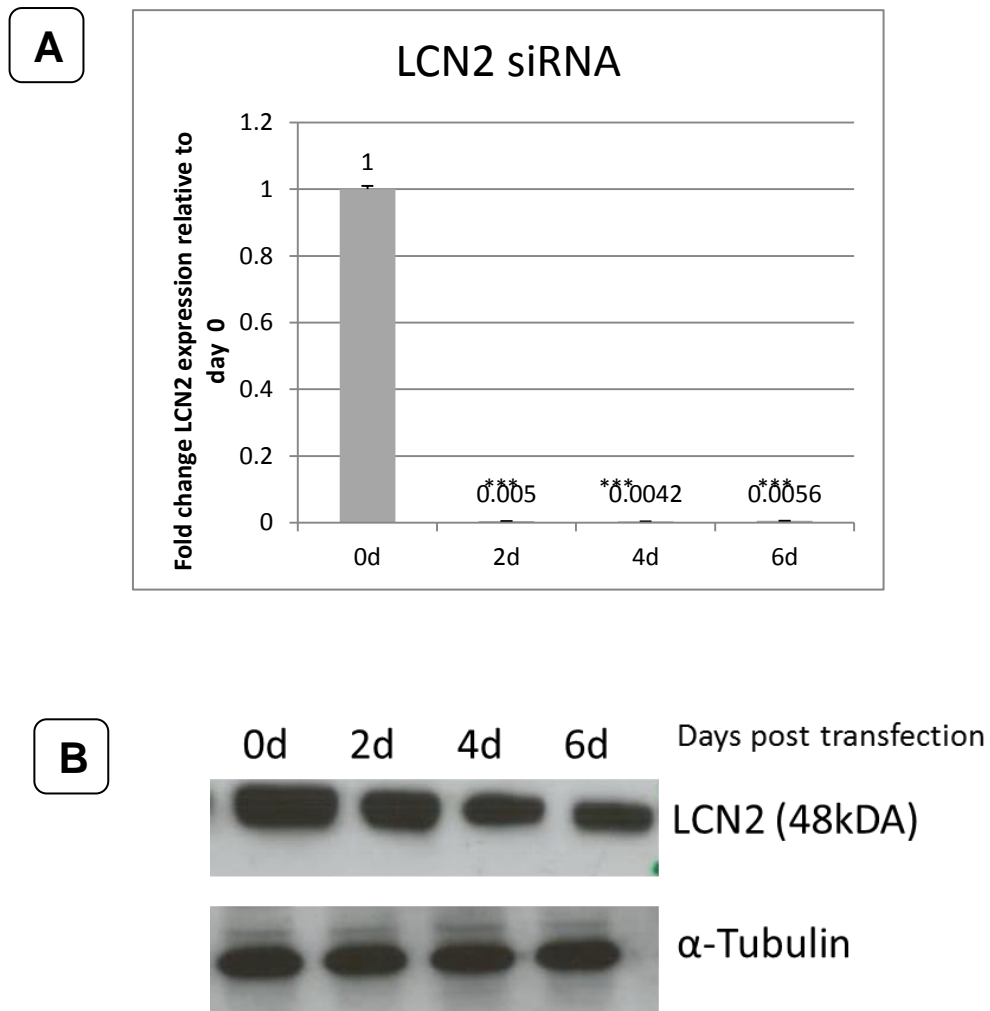 A
LCN2 siRNA
Fold change LCN2 expression relative to
day 0
1.2
1
0.8
0.6
0.4
0.2
0
1
***
0.005
***
0.0042
***
0.0056
0d 2d 4d 6d
B
0d 2d 4d 6d Days post transfection
LCN2 (48kDA)
α-Tubulin